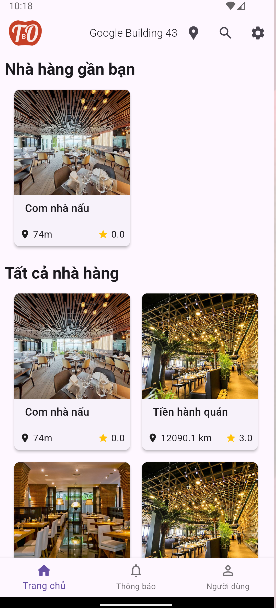 10:18
TEO Google Building 43
Nhà hàng gần bạn
Cơm nhà nấu
74m 0.0
Tất cả nhà hàng
Cơm nhà nấu Tiền hành quán
74m 0.0 12090.1 km 3.0
Trang chủ Thông báo Người dùng